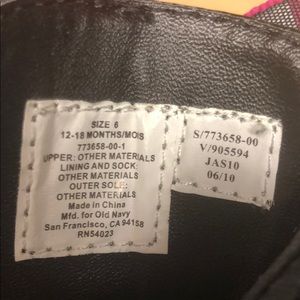 SIZE 6
12-18 MONTHS/MOIS
773658-00-1
UPPER: OTHER MATERIALS
LINING AND SOCK:
OTHER MATERIALS
OUTER SOLE:
OTHER MATERIALS
Made in China
Mfd. for Old Navy
San Francisco, CA 94158
RN54023
S/773658-00
V/905594
JAS10
06/10